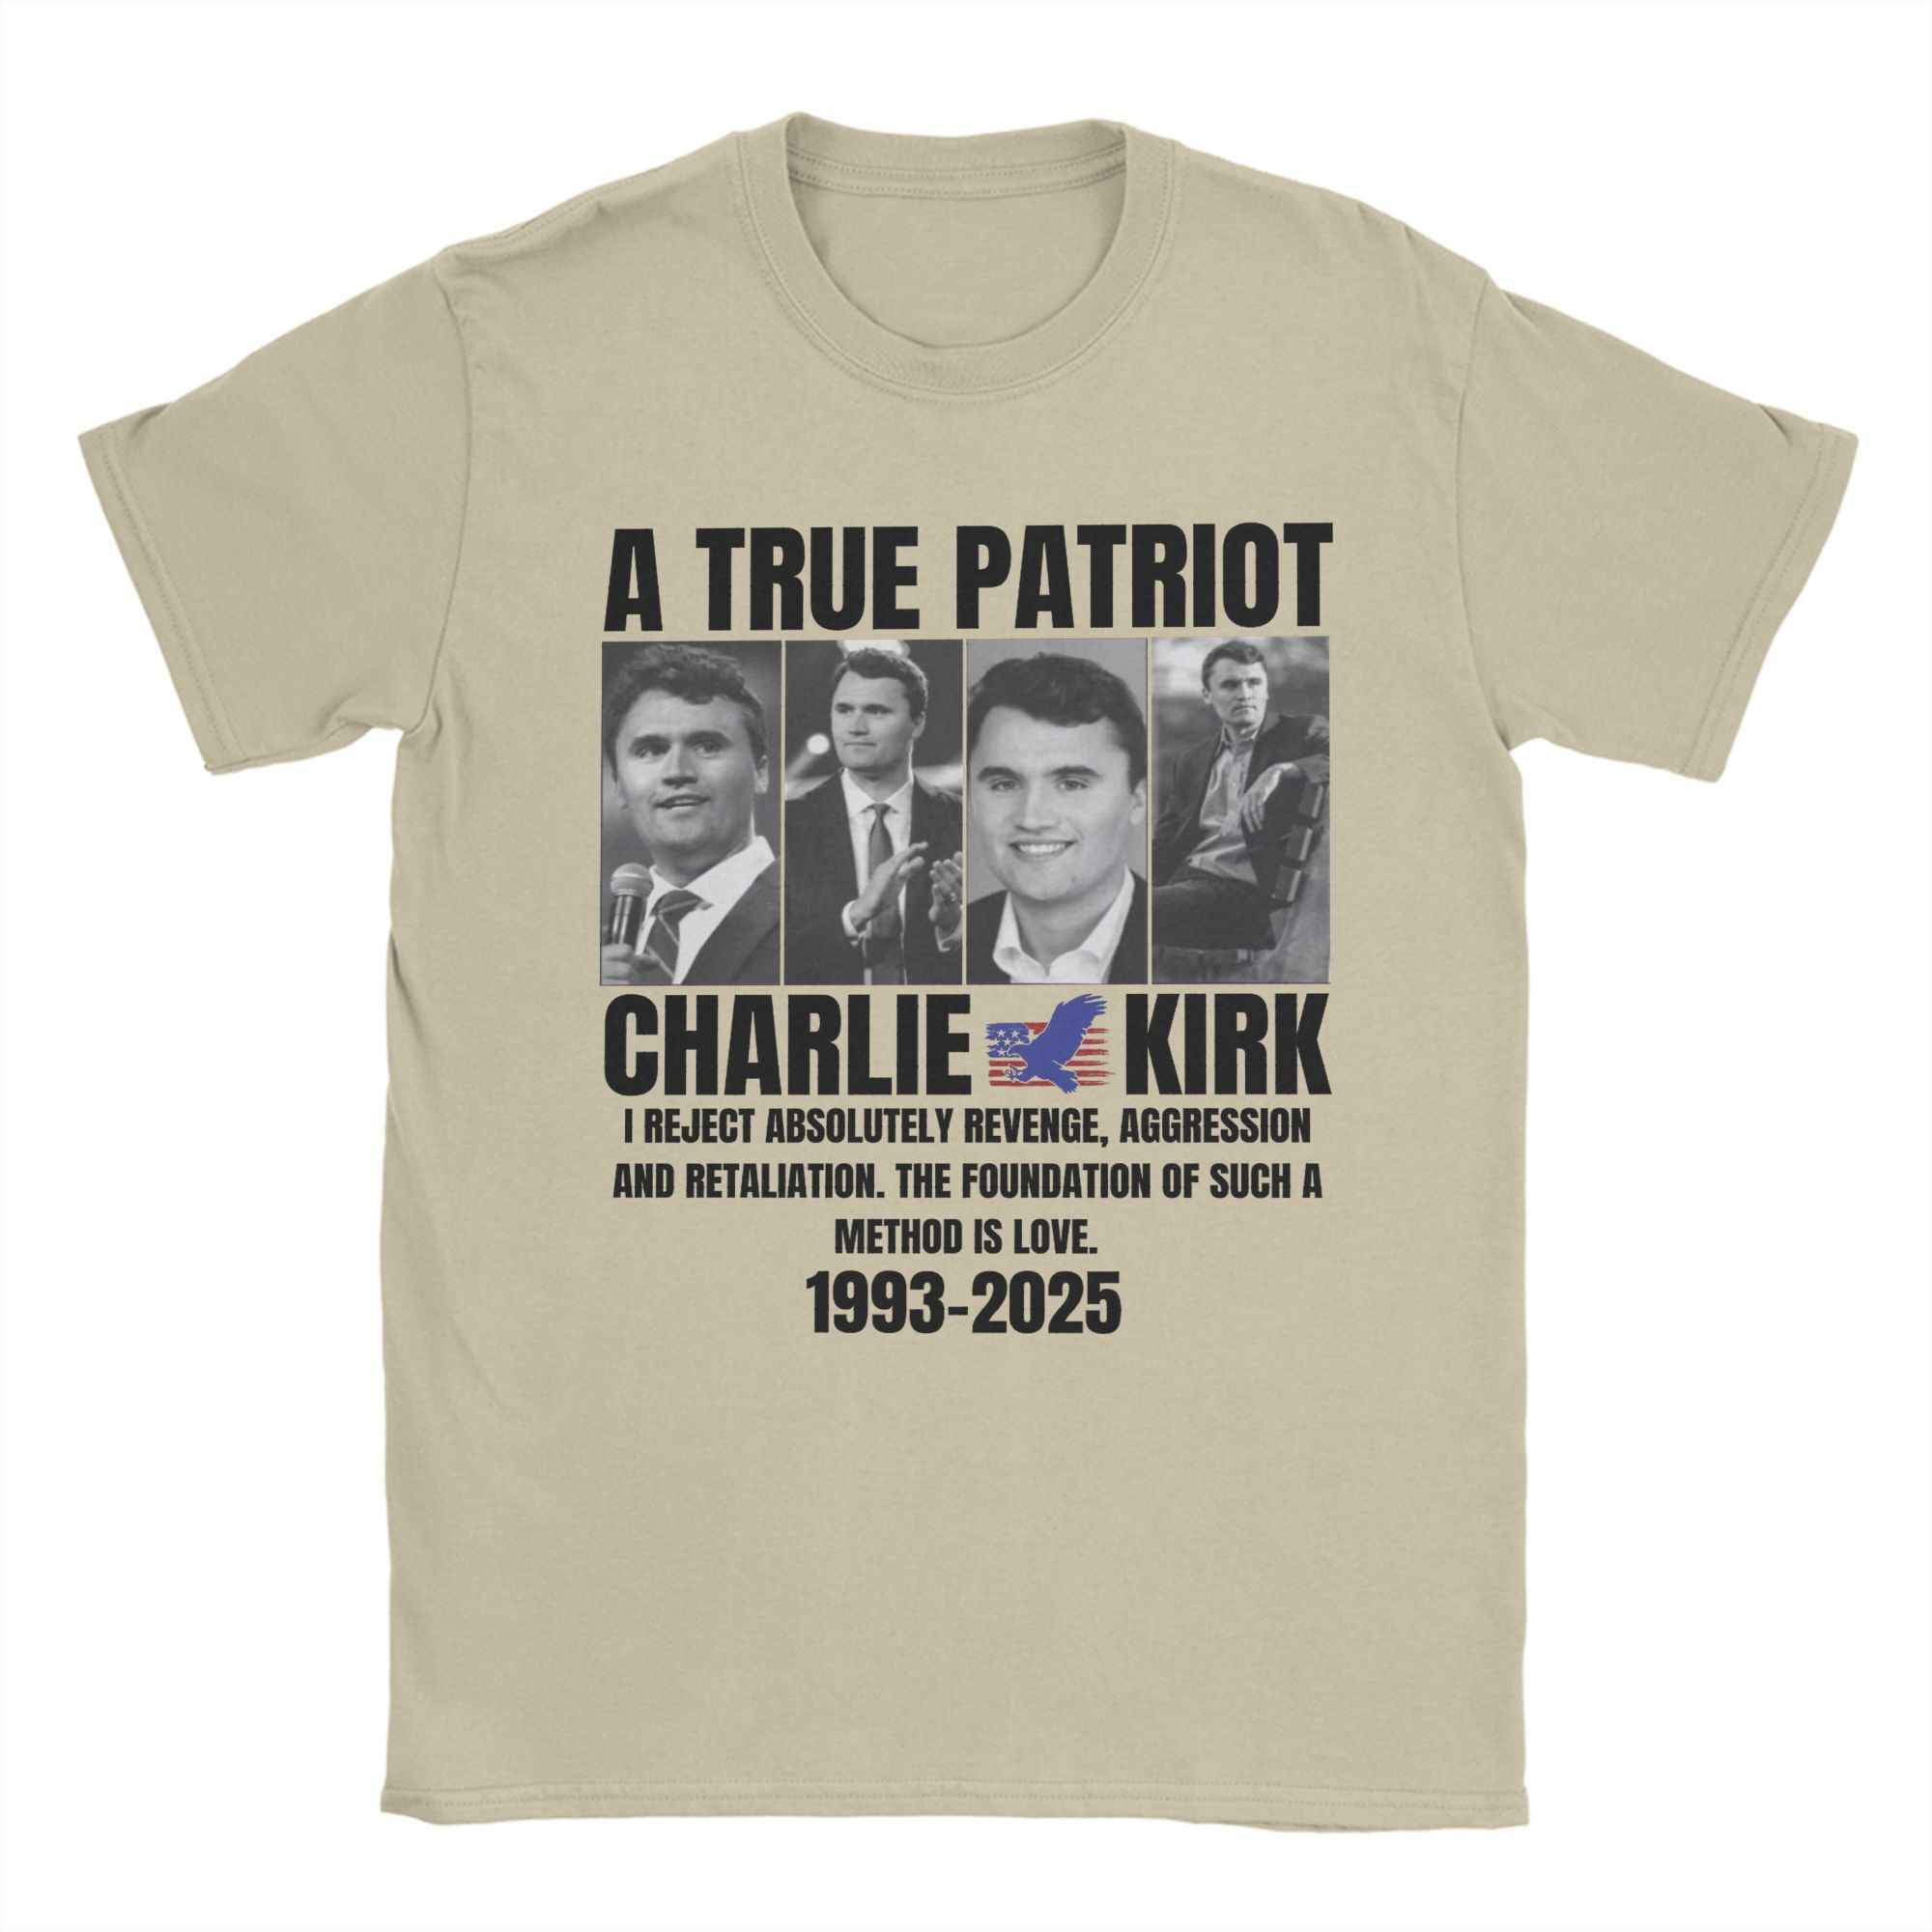 A TRUE PATRIOT
CHARLIE KIRK
I REJECT ABSOLUTELY REVENGE, AGGRESSION
AND RETALIATION. THE FOUNDATION OF SUCH A
METHOD IS LOVE.
1993-2025